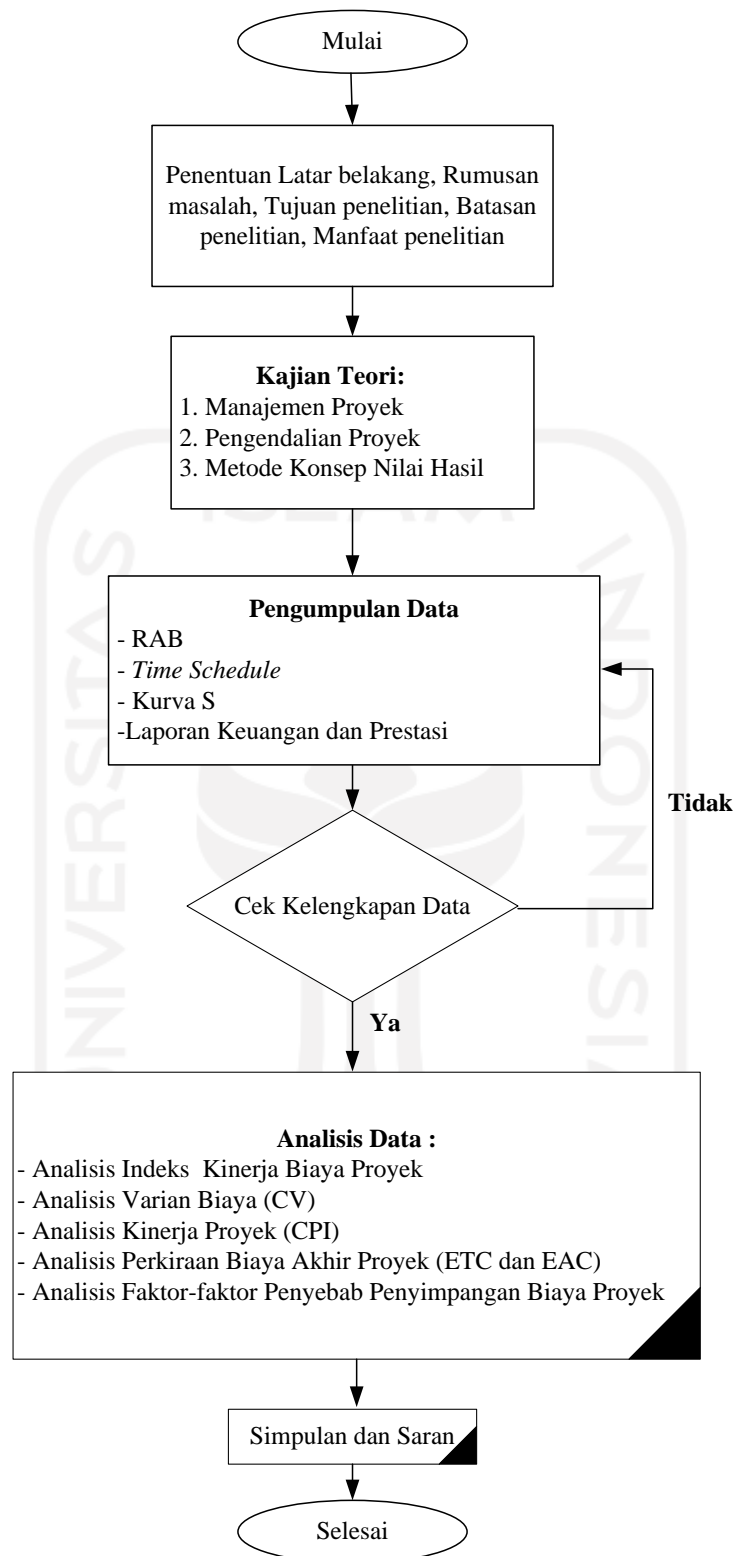 Mulai
Penentuan Latar belakang, Rumusan
masalah, Tujuan penelitian, Batasan
penelitian, Manfaat penelitian
Kajian Teori:
1. Manajemen Proyek
2. Pengendalian Proyek
3. Metode Konsep Nilai Hasil
ISLAM
UNIVERSITAS
INDONESIA
Pengumpulan Data
- RAB
- Time Schedule
- Kurva S
-Laporan Keuangan dan Prestasi
Tidak
Cek Kelengkapan Data
Ya
Analisis Data :
- Analisis Indeks  Kinerja Biaya Proyek
- Analisis Varian Biaya (CV)
- Analisis Kinerja Proyek (CPI)
- Analisis Perkiraan Biaya Akhir Proyek (ETC dan EAC)
- Analisis Faktor-faktor Penyebab Penyimpangan Biaya Proyek
Simpulan dan Saran
Selesai